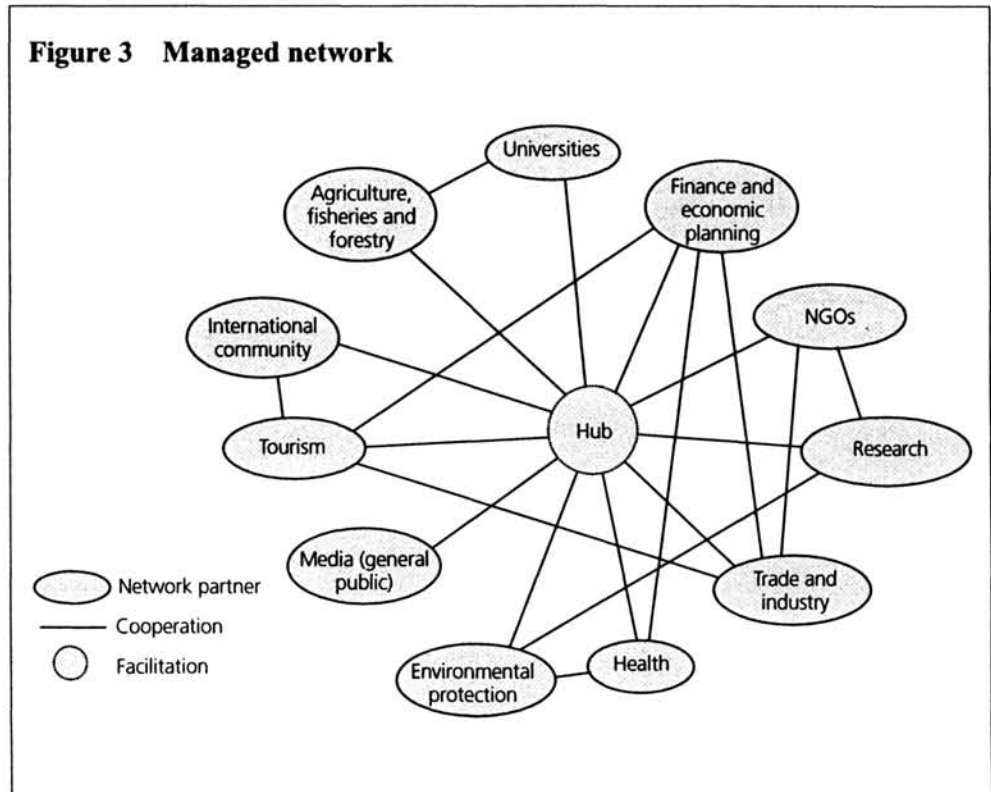 Figure 3 Managed network
Universities
Agriculture,
fisheries and
forestry
Finance and
economic
planning
International
community
NGOs
Hub
Tourism
Research
Media (general
public)
Trade and
industry
Network partner
Cooperation
Facilitation
Environmental
protection
Health